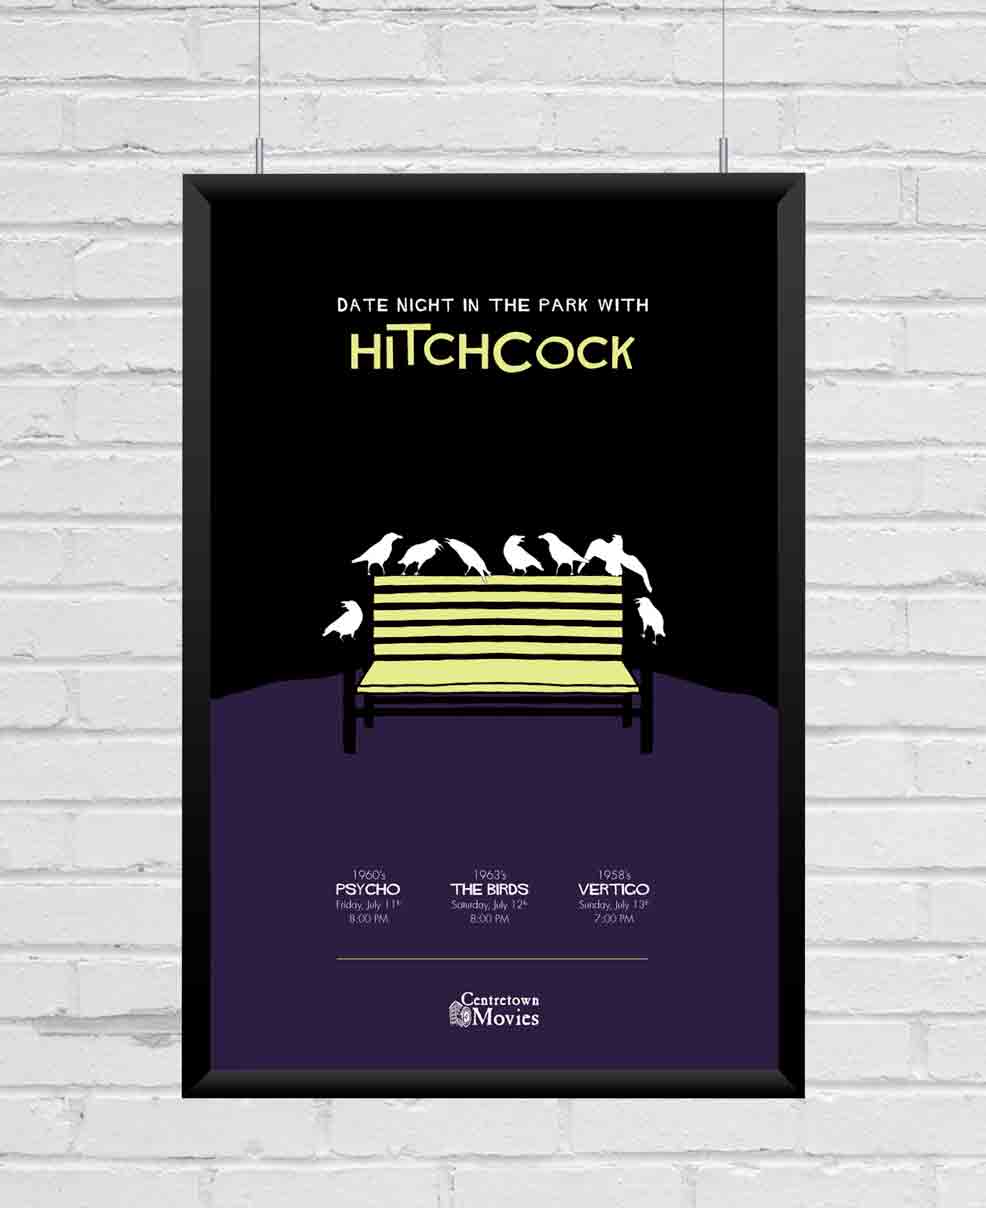 DATE NIGHT IN THE PARK WITH
HiTCHCOCK
1960's
PSYCHO
Friday, July 11th
8:00 PM
1963's
THE BIRDS
Saturday, July 12th
8:00 PM
1958's
VERTIGO
Sunday, July 13th
7:00 PM
Centretown
Movies